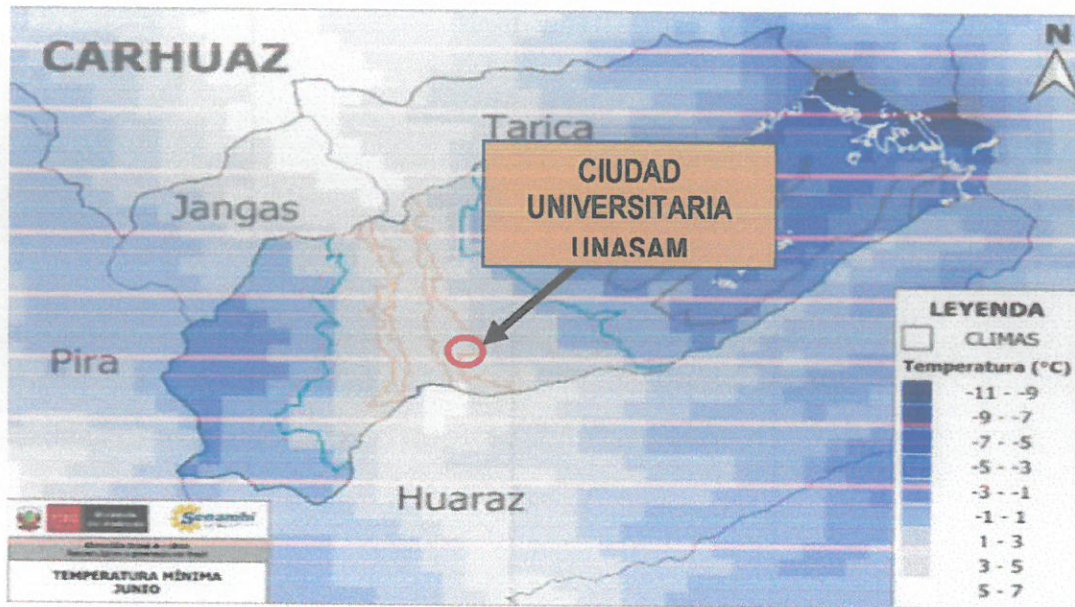 CARHUAZ
N
Tarica
CIUDAD
UNIVERSITARIA
UNASAM
Jangas
Pira
Huaraz
LEYENDA
CLIMAS
Temperatura (°C)
-11 - -9
-9 - -7
-7 - -5
-5 - -3
-3 - -1
-1 - 1
1 - 3
3 - 5
5 - 7
PERÚ
Senamhi
TEMPERATURA MÍNIMA
JUNIO